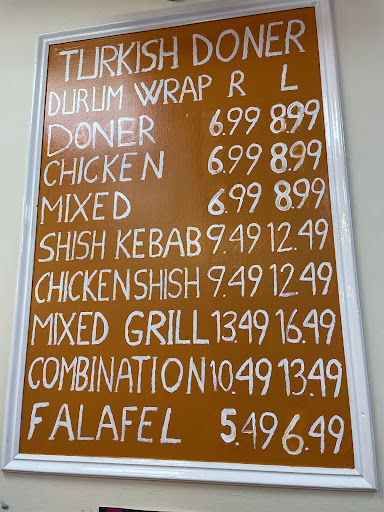 TURKISH DONER
DURUM WRAP R L
DONER 6.99 8.99
CHICKEN 6.99 8.99
MIXED 6.99 8.99
SHISH KEBAB 9.49 12.49
CHICKEN SHISH 9.49 12.49
MIXED GRILL 13.49 16.49
COMBINATION 10.49 13.49
FALAFEL 5.49 6.49